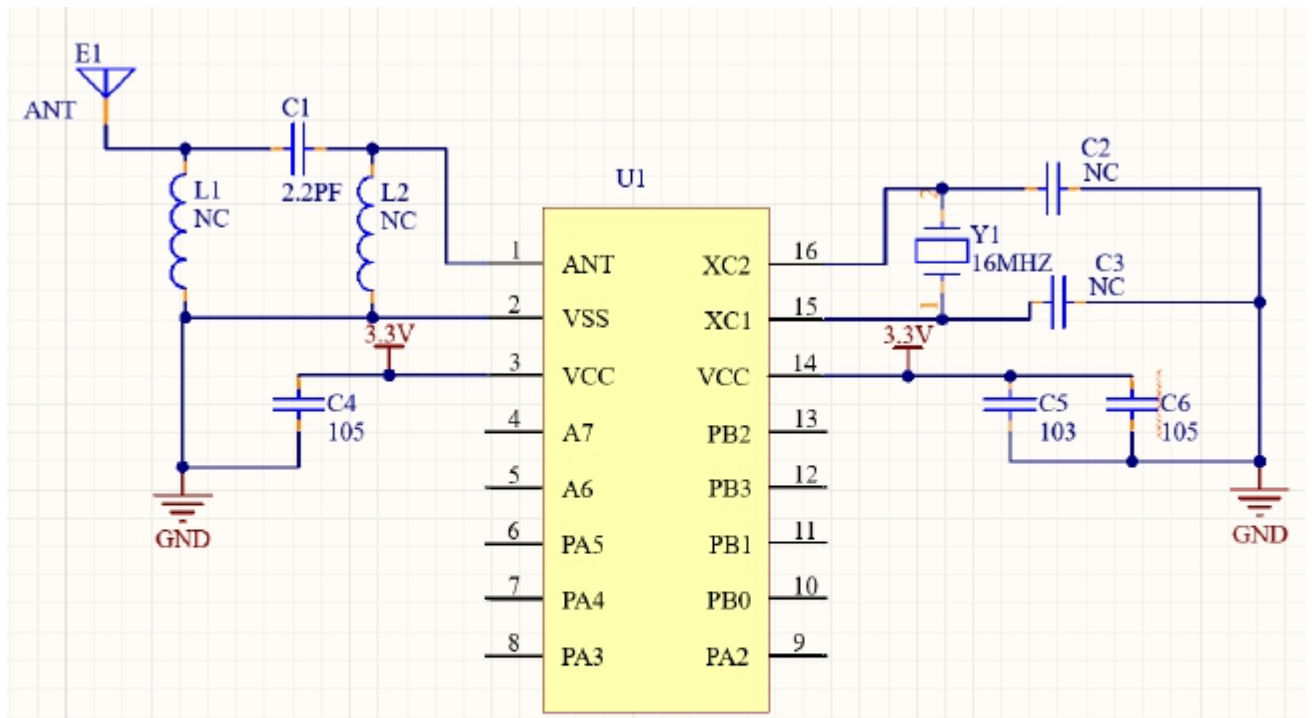 E1
ANT
C1
2.2PF
L1
NC
L2
NC
U1
C2
NC
2
Y1
16MHZ
1
C3
NC
1 ANT XC2 16
2 VSS XC1 15
3.3V
3.3V
3 VCC VCC 14
C4
105
C5
103
C6
105
4 A7 PB2 13
5 A6 PB3 12
6 PA5 PB1 11
7 PA4 PB0 10
8 PA3 PA2 9
GND
GND